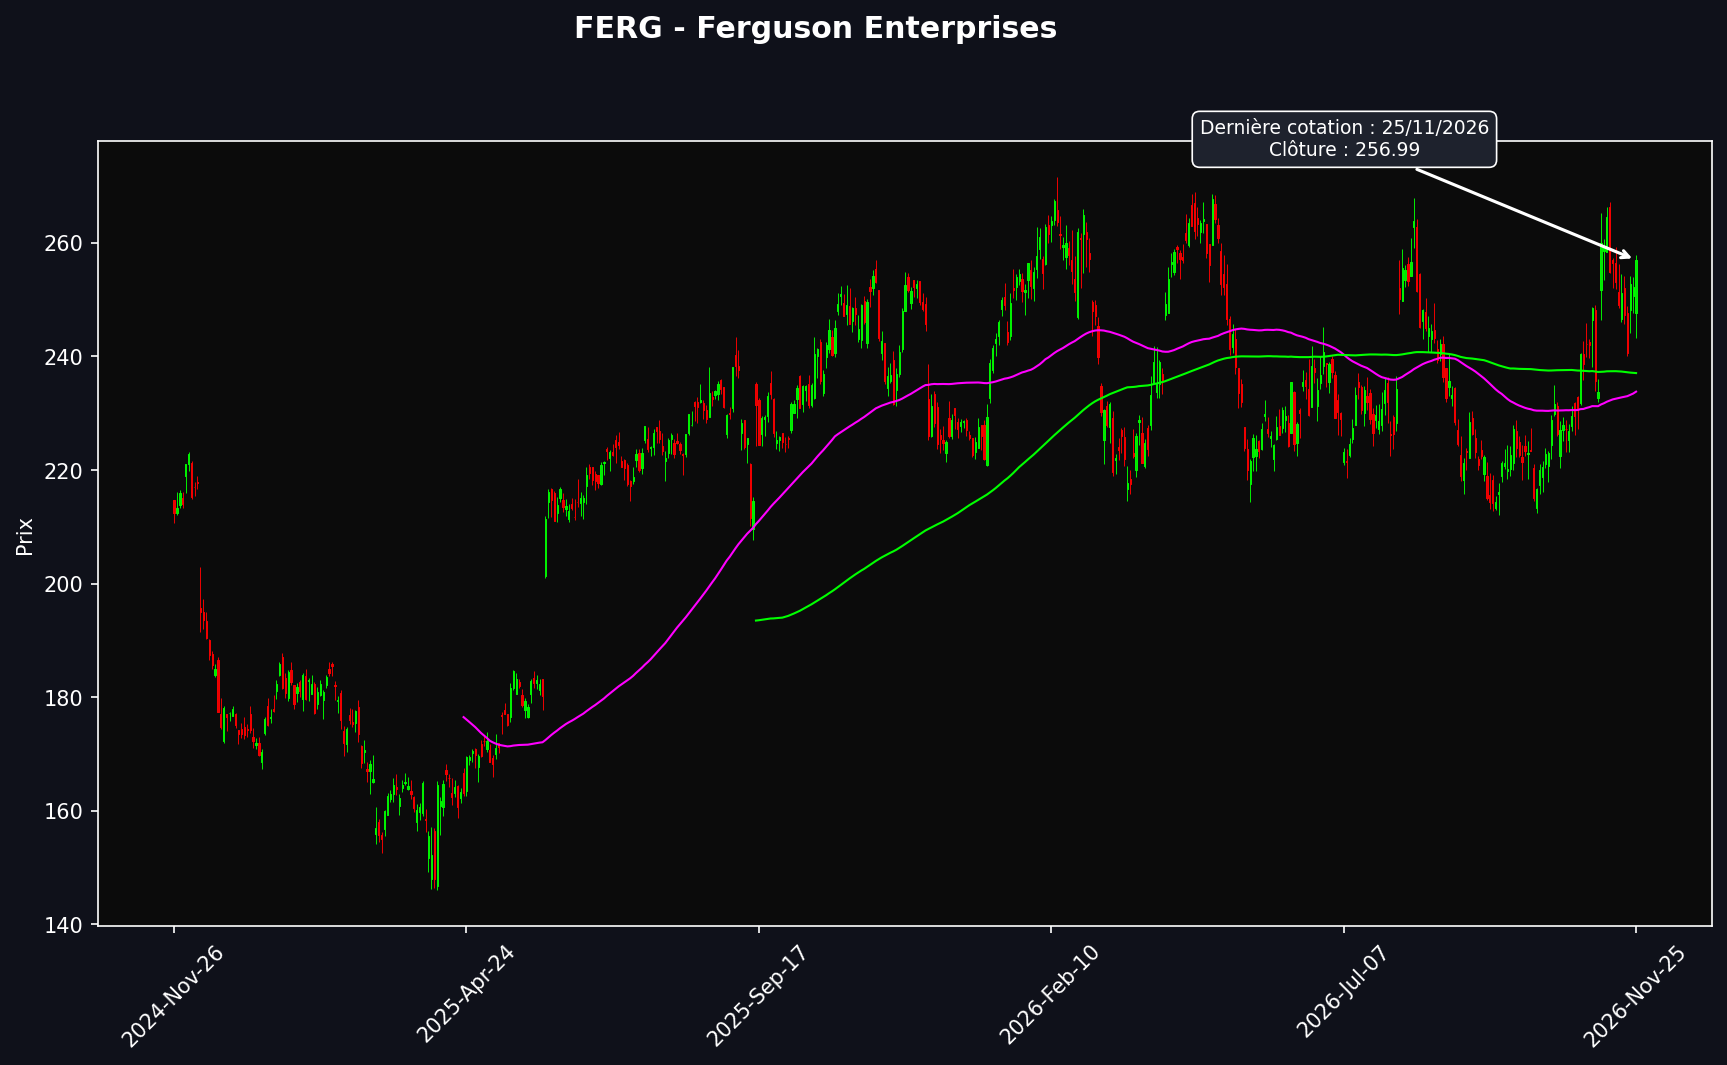 FERG - Ferguson Enterprises
Dernière cotation : 25/11/2026
Clôture : 256.99
Prix
260
240
220
200
180
160
140
2024-Nov-26
2025-Apr-24
2025-Sep-17
2026-Feb-10
2026-Jul-07
2026-Nov-25